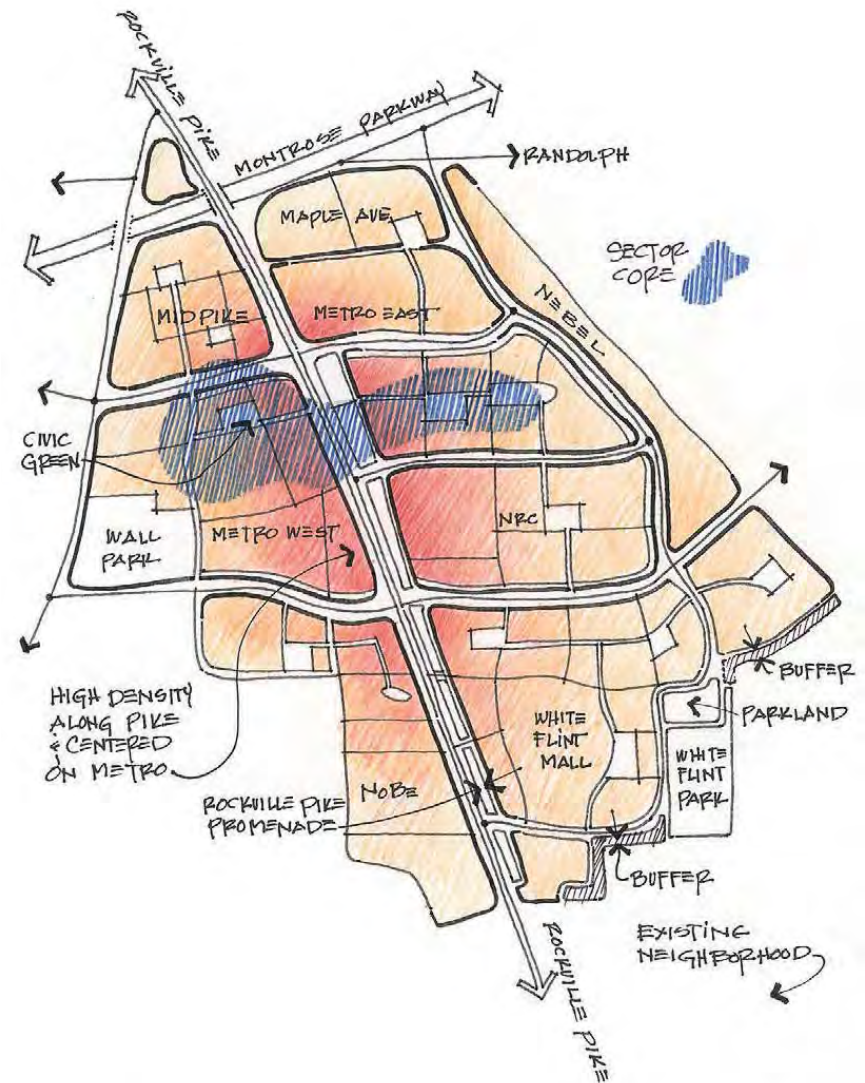 ROCKVILLE PIKE
MONTROSE PARKWAY
RANDOLPH
MAPLE AVE
SECTOR
CORE
NEBEL
MID PIKE
METRO EAST
CIVIC
GREEN
WALL
PARK
METRO WEST
NRC
HIGH DENSITY
ALONG PIKE
& CENTERED
ON METRO
BUFFER
PARKLAND
WHITE
FLINT
MALL
WHITE
FLINT
PARK
NOBE
ROCKVILLE PIKE
PROMENADE
BUFFER
EXISTING
NEIGHBORHOOD
ROCKVILLE PIKE